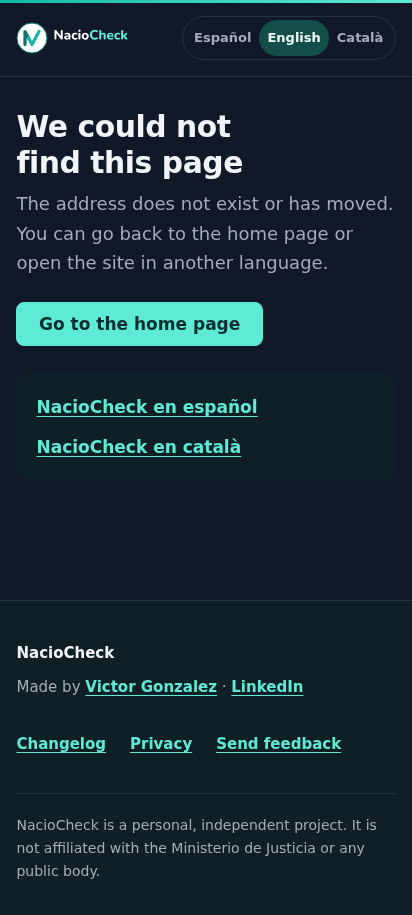 NacioCheck
Español English Català
We could not
find this page
The address does not exist or has moved.
You can go back to the home page or
open the site in another language.
Go to the home page
NacioCheck en español
NacioCheck en català
NacioCheck
Made by Victor Gonzalez · LinkedIn
Changelog Privacy Send feedback
NacioCheck is a personal, independent project. It is
not affiliated with the Ministerio de Justicia or any
public body.